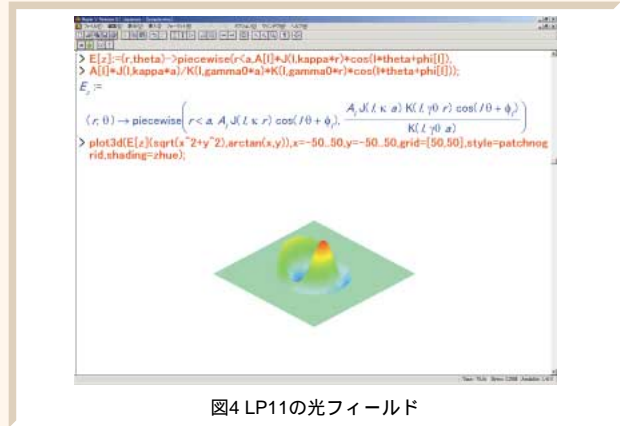 > E[z]:=(r,theta)->piecewise(r<a,A[l]*J(l,kappa*r)*cos(l*theta+phi[l]),
> A[l]*J(l,kappa*a)/K(l,gamma0*a)*K(l,gamma0*r)*cos(l*theta+phi[l]));
E_z :=
(r, θ) → piecewise(r < a, A_l J(l, κ r) cos(l θ + φ_l), A_l J(l, κ a) K(l, γ0 r) cos(l θ + φ_l) / K(l, γ0 a))
> plot3d(E[z](sqrt(x^2+y^2),arctan(x,y)),x=-50..50,y=-50..50,grid=[50,50],style=patchnog
rid,shading=zhue);
図4 LP11の光フィールド